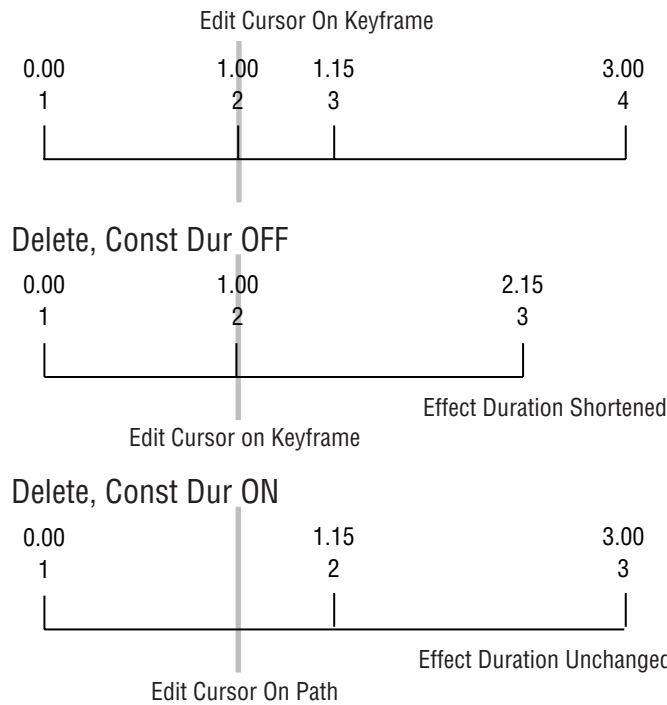 Edit Cursor On Keyframe
0.00 1.00 1.15 3.00
1 2 3 4
Delete, Const Dur OFF
0.00 1.00 2.15
1 2 3
Effect Duration Shortened
Edit Cursor on Keyframe
Delete, Const Dur ON
0.00 1.15 3.00
1 2 3
Effect Duration Unchanged
Edit Cursor On Path